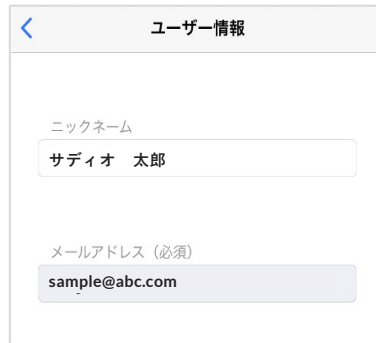 ユーザー情報
ニックネーム
サディオ　太郎
メールアドレス（必須）
sample@abc.com